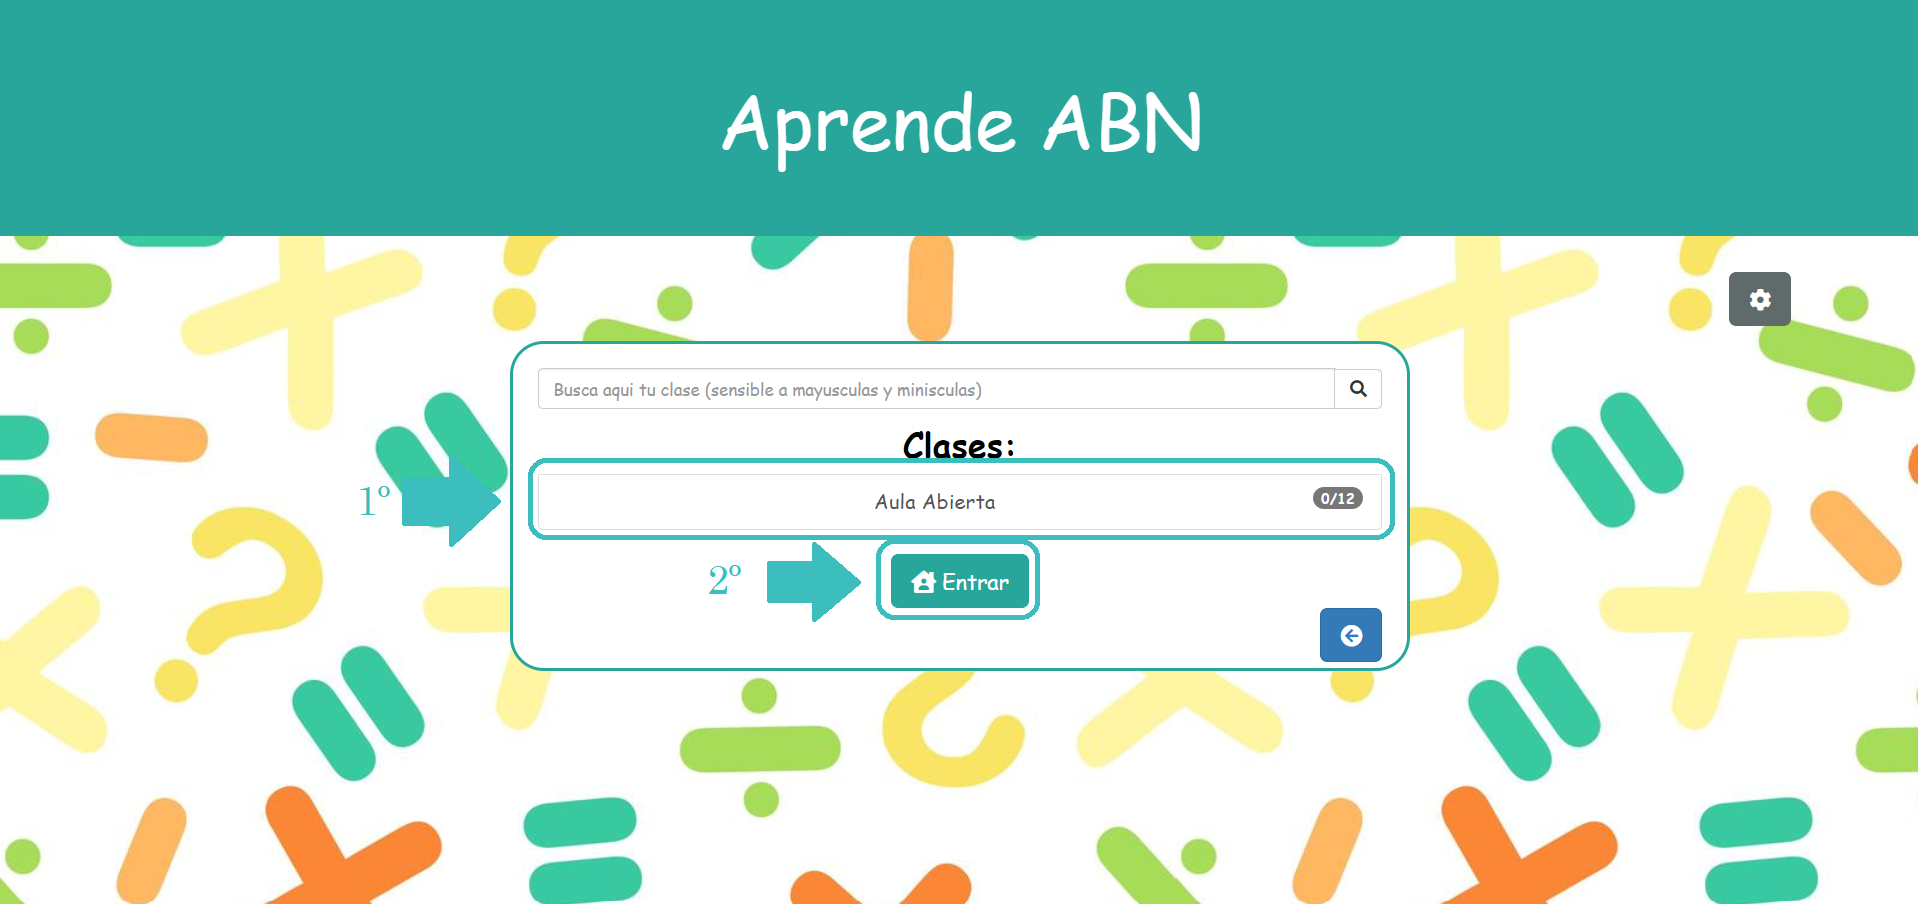 Aprende ABN
Busca aqui tu clase (sensible a mayusculas y minisculas)
Clases:
1º
Aula Abierta 0/12
2º
Entrar